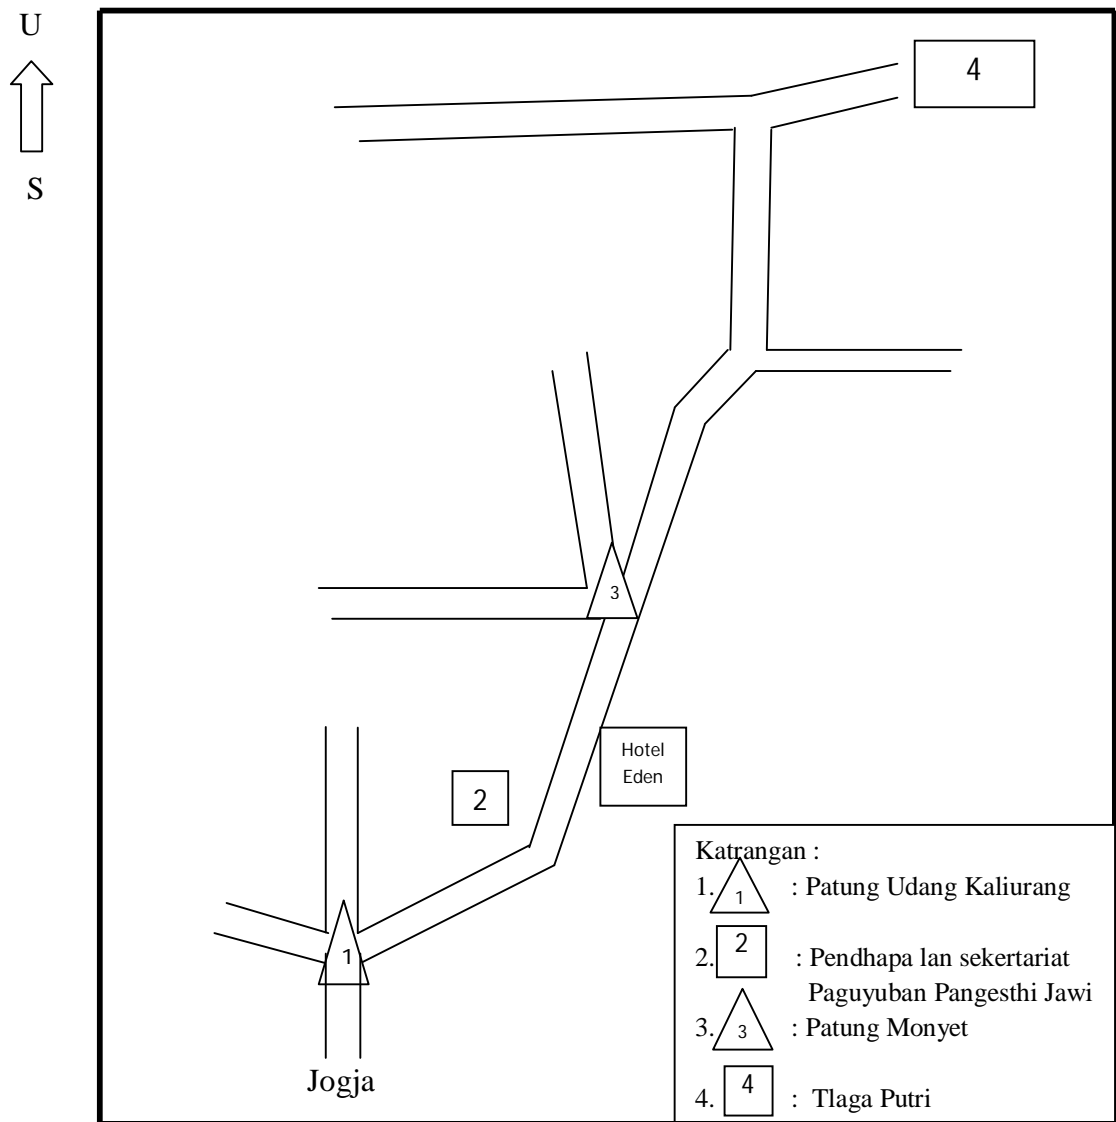 U
S
4
3
Hotel
Eden
2
1
Jogja
Katrangan :
1. 1 : Patung Udang Kaliurang
2. 2 : Pendhapa lan sekertariat
Paguyuban Pangesthi Jawi
3. 3 : Patung Monyet
4. 4 : Tlaga Putri